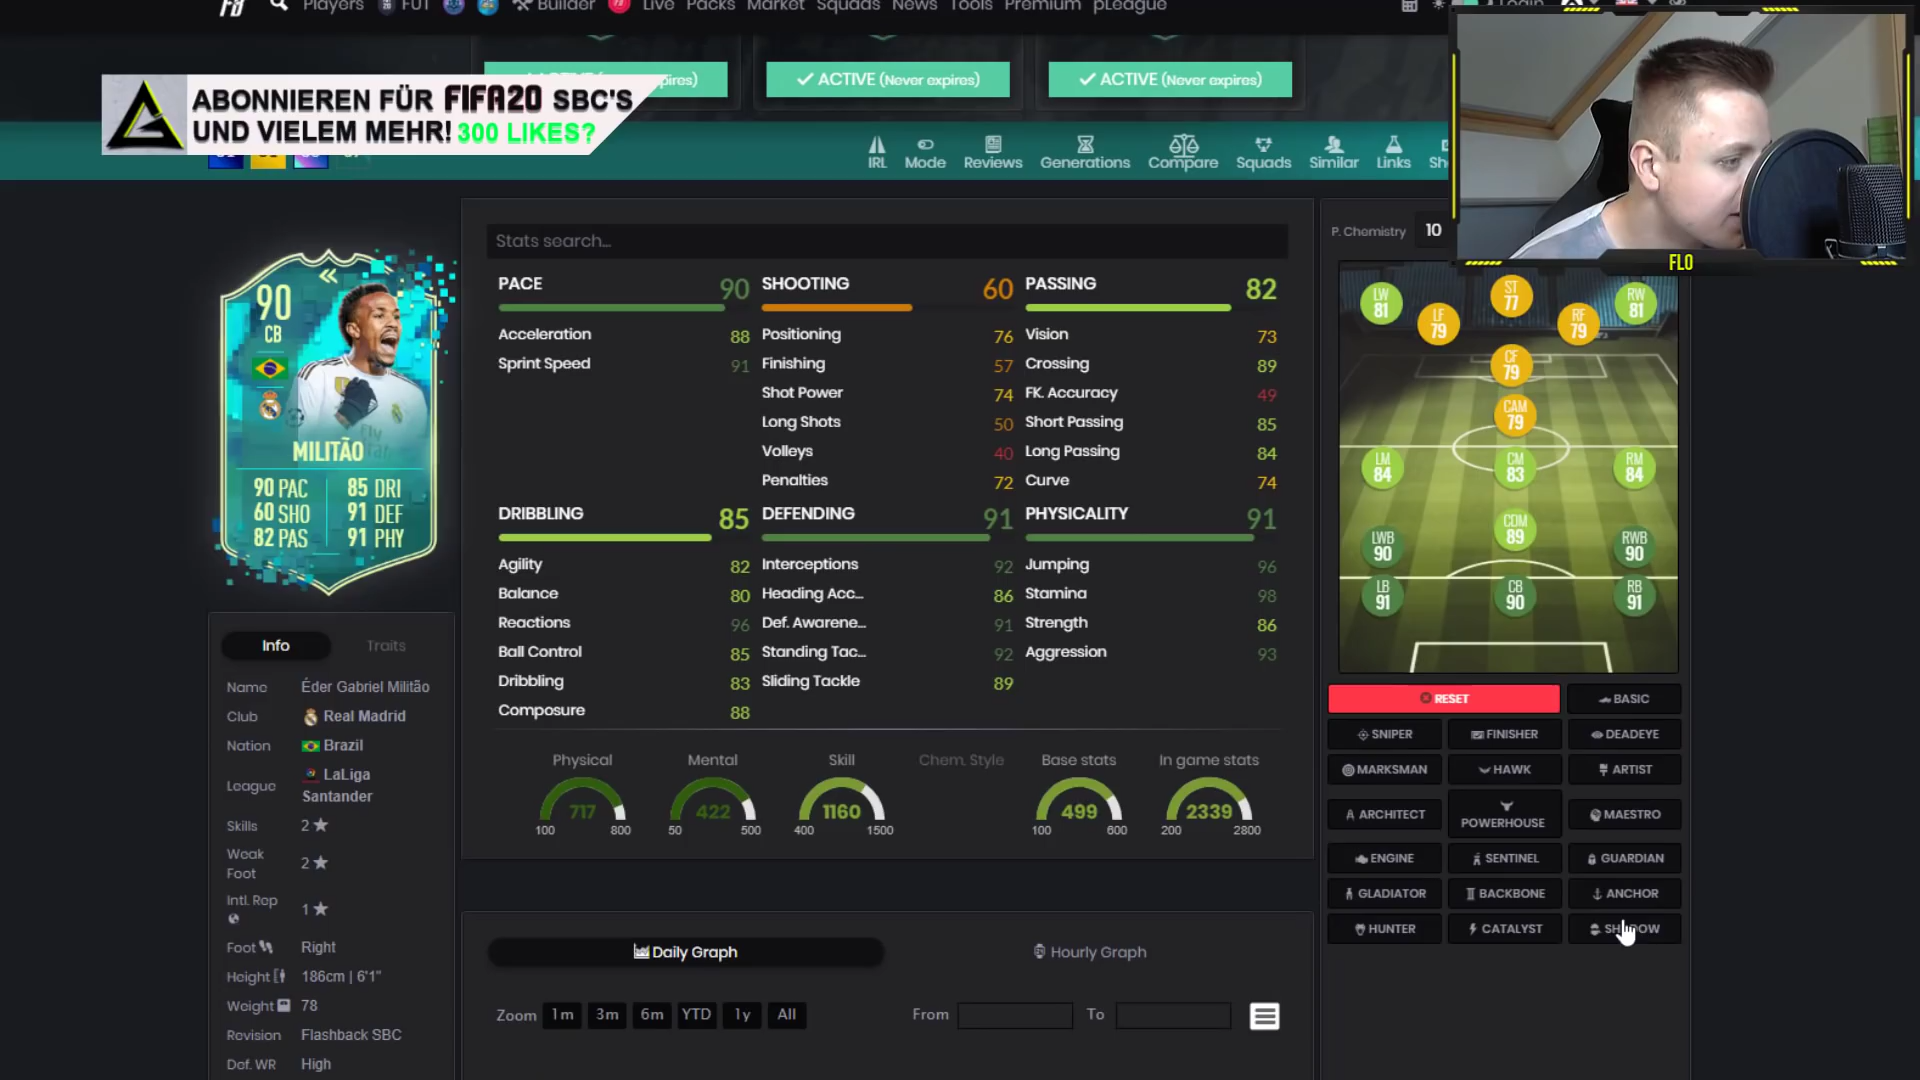 Players FUT Builder Live Packs Market Squads News Tools Premium pLeague
ACTIVE (Never expires)
ACTIVE (Never expires)
ABONNIEREN FÜR FIFA20 SBC'S
UND VIELEM MEHR! 300 LIKES?
IRL Mode Reviews Generations Compare Squads Similar Links
FLO
Stats search...
P. Chemistry 10
90
CB
MILITÃO
90 PAC 85 DRI
60 SHO 91 DEF
82 PAS 91 PHY
PACE 90
Acceleration 88
Sprint Speed 91
SHOOTING 60
Positioning 76
Finishing 57
Shot Power 74
Long Shots 50
Volleys 40
Penalties 72
PASSING 82
Vision 73
Crossing 89
FK. Accuracy 49
Short Passing 85
Long Passing 84
Curve 74
DRIBBLING 85
Agility 82
Balance 80
Reactions 96
Ball Control 85
Dribbling 83
Composure 88
DEFENDING 91
Interceptions 92
Heading Acc... 86
Def. Awarene... 91
Standing Tac... 92
Sliding Tackle 89
PHYSICALITY 91
Jumping 96
Stamina 98
Strength 86
Aggression 93
Physical Mental Skill Chem. Style Base stats In game stats
717 422 1160 499 2339
100 800 50 500 400 1500 100 600 200 2800
Info Traits
Name Éder Gabriel Militão
Club Real Madrid
Nation Brazil
League LaLiga
Santander
Skills 2
Weak
Foot 2
Intl. Rep 1
Foot Right
Height 186cm | 6'1"
Weight 78
Revision Flashback SBC
Def. WR High
Daily Graph Hourly Graph
Zoom 1m 3m 6m YTD 1y All From To
LW 81
ST 77
RW 81
LF 79
RF 79
CF 79
CAM 79
LM 84
CM 83
RM 84
CDM 89
LWB 90
RWB 90
LB 91
CB 90
RB 91
RESET BASIC
SNIPER FINISHER DEADEYE
MARKSMAN HAWK ARTIST
ARCHITECT POWERHOUSE MAESTRO
ENGINE SENTINEL GUARDIAN
GLADIATOR BACKBONE ANCHOR
HUNTER CATALYST SHADOW